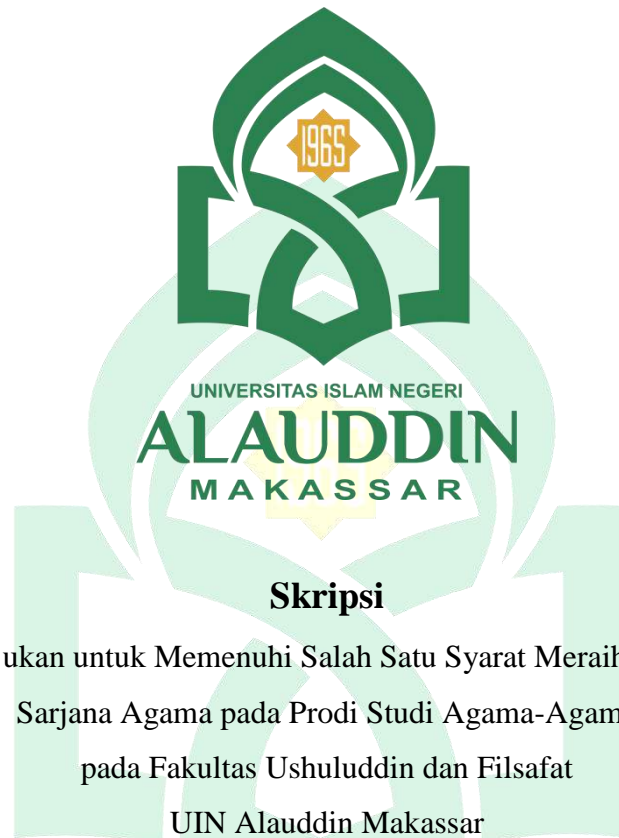 1965
UNIVERSITAS ISLAM NEGERI
ALAUDDIN
MAKASSAR
Skripsi
ukan untuk Memenuhi Salah Satu Syarat Meraih
Sarjana Agama pada Prodi Studi Agama-Agam
pada Fakultas Ushuluddin dan Filsafat
UIN Alauddin Makassar